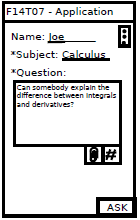 F14T07 - Application
Name: Joe
*Subject: Calculus
*Question:
Can somebody explain the
difference between integrals
and derivatives?
#
ASK